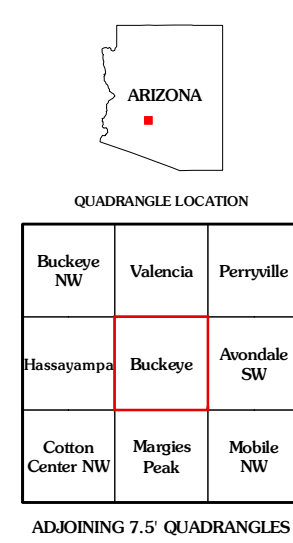 ARIZONA
QUADRANGLE LOCATION
Buckeye
NW
Valencia
Perryville
Hassayampa
Buckeye
Avondale
SW
Cotton
Center NW
Margies
Peak
Mobile
NW
ADJOINING 7.5' QUADRANGLES